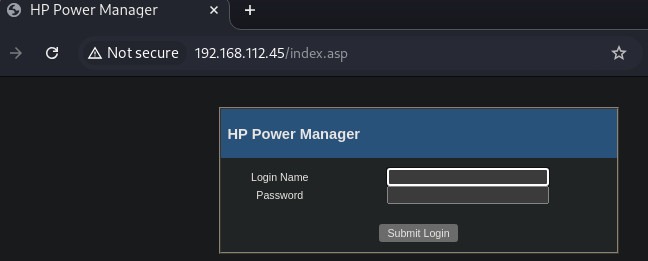 HP Power Manager
Not secure 192.168.112.45/index.asp
HP Power Manager
Login Name
Password
Submit Login